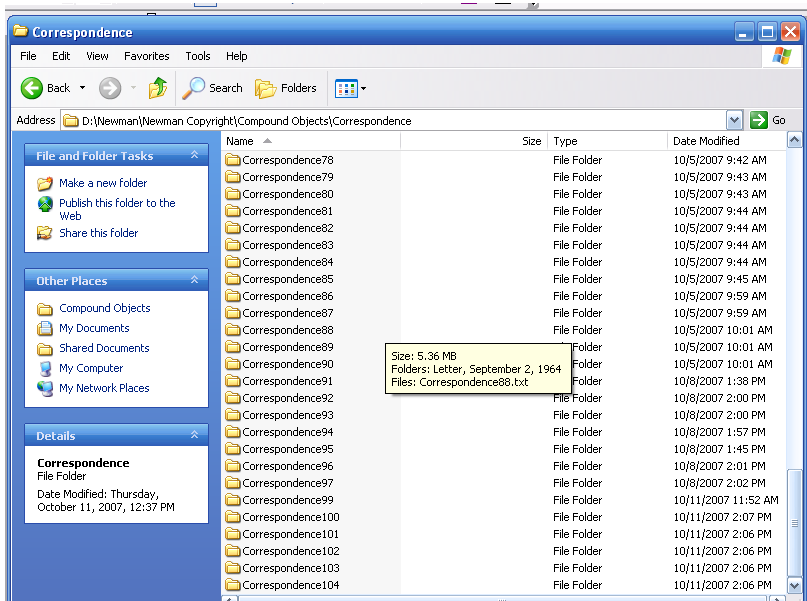 Correspondence
File Edit View Favorites Tools Help
Back Search Folders
Address D:\Newman\Newman Copyright\Compound Objects\Correspondence Go
File and Folder Tasks
Make a new folder
Publish this folder to the
Web
Share this folder
Other Places
Compound Objects
My Documents
Shared Documents
My Computer
My Network Places
Details
Correspondence
File Folder
Date Modified: Thursday,
October 11, 2007, 12:37 PM
Name Size Type Date Modified
Correspondence78 File Folder 10/5/2007 9:42 AM
Correspondence79 File Folder 10/5/2007 9:43 AM
Correspondence80 File Folder 10/5/2007 9:43 AM
Correspondence81 File Folder 10/5/2007 9:44 AM
Correspondence82 File Folder 10/5/2007 9:44 AM
Correspondence83 File Folder 10/5/2007 9:44 AM
Correspondence84 File Folder 10/5/2007 9:44 AM
Correspondence85 File Folder 10/5/2007 9:45 AM
Correspondence86 File Folder 10/5/2007 9:59 AM
Correspondence87 File Folder 10/5/2007 9:59 AM
Correspondence88 File Folder 10/5/2007 10:01 AM
Correspondence89 File Folder 10/5/2007 10:01 AM
Correspondence90 Folder 10/5/2007 10:01 AM
Correspondence91 Folder 10/8/2007 1:38 PM
Correspondence92 File Folder 10/8/2007 2:00 PM
Correspondence93 File Folder 10/8/2007 2:00 PM
Correspondence94 File Folder 10/8/2007 1:57 PM
Correspondence95 File Folder 10/8/2007 1:45 PM
Correspondence96 File Folder 10/8/2007 2:01 PM
Correspondence97 File Folder 10/8/2007 2:02 PM
Correspondence99 File Folder 10/11/2007 11:52 AM
Correspondence100 File Folder 10/11/2007 2:07 PM
Correspondence101 File Folder 10/11/2007 2:06 PM
Correspondence102 File Folder 10/11/2007 2:06 PM
Correspondence103 File Folder 10/11/2007 2:06 PM
Correspondence104 File Folder 10/11/2007 2:06 PM
Size: 5.36 MB
Folders: Letter, September 2, 1964
Files: Correspondence88.txt